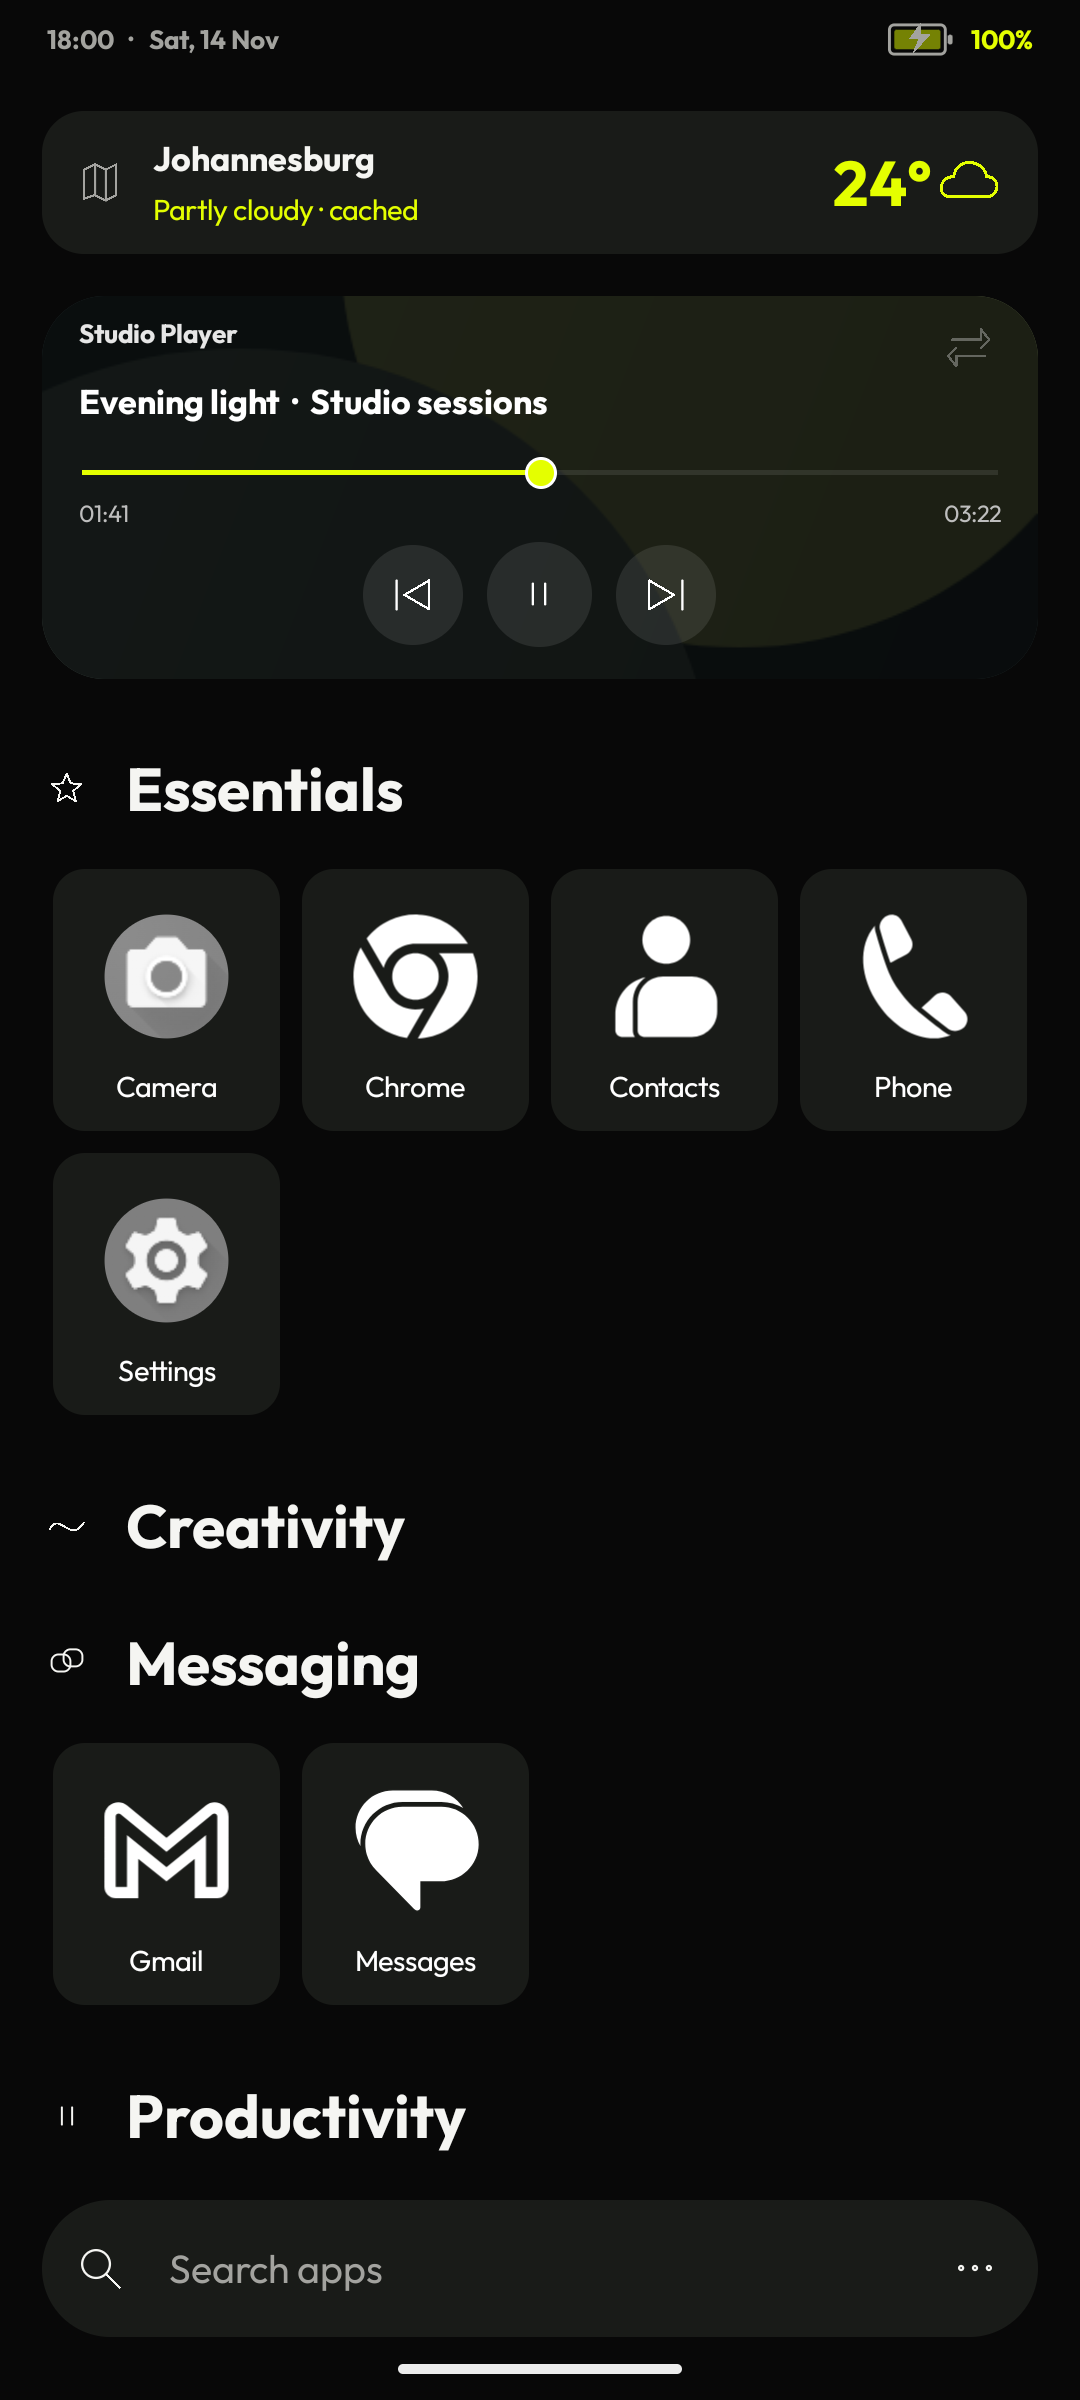 18:00 · Sat, 14 Nov
100%
Johannesburg
Partly cloudy · cached
24°
Studio Player
Evening light · Studio sessions
01:41
03:22
Essentials
Camera
Chrome
Contacts
Phone
Settings
Creativity
Messaging
Gmail
Messages
Productivity
Search apps